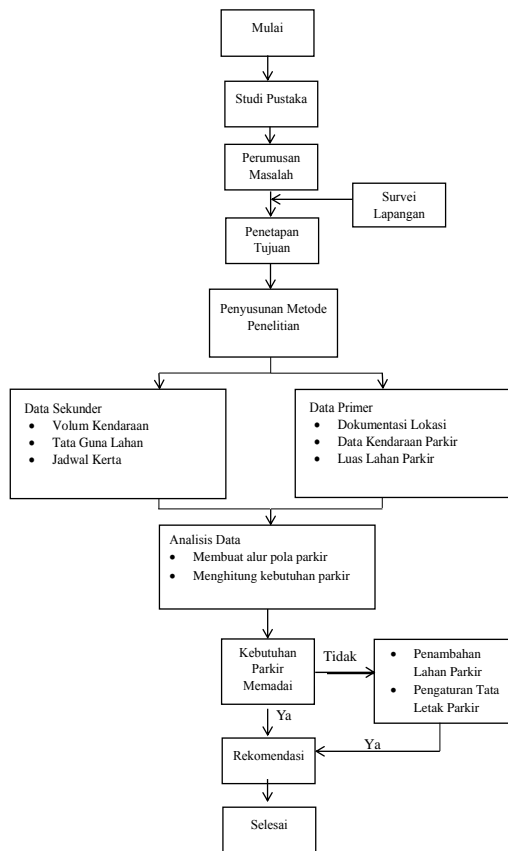 Mulai
Studi Pustaka
Perumusan
Masalah
Survei
Lapangan
Penetapan
Tujuan
Penyusunan Metode
Penelitian
Data Sekunder
• Volum Kendaraan
• Tata Guna Lahan
• Jadwal Kerta
Data Primer
• Dokumentasi Lokasi
• Data Kendaraan Parkir
• Luas Lahan Parkir
Analisis Data
• Membuat alur pola parkir
• Menghitung kebutuhan parkir
Kebutuhan
Parkir
Memadai
Tidak
• Penambahan
Lahan Parkir
• Pengaturan Tata
Letak Parkir
Ya
Ya
Rekomendasi
Selesai